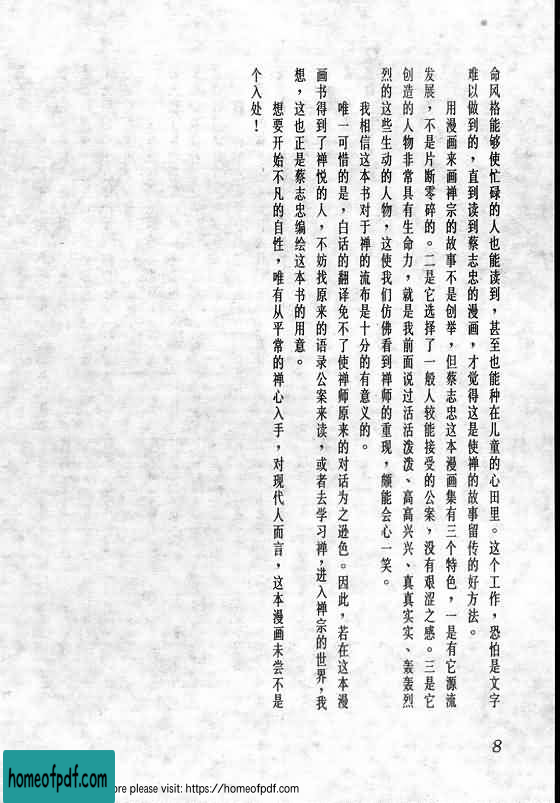 命风格能够使忙碌的人也能读到，甚至也能种在儿童的心田里。这个工作，恐怕是文字
难以做到的，直到读到蔡志忠的漫画，才觉得这是使禅的故事留传的好方法。
用漫画来画禅宗的故事不是创举，但蔡志忠这本漫画集有三个特色，一是有它源流
发展，不是片断零碎的。二是它选择了一般人较能接受的公案，没有艰涩之感。三是它
创造的人物非常具有生命力，就是我前面说过活活泼泼、高高兴兴、真真实实、轰轰烈
烈的这些生动的人物，这使我们仿佛看到禅师的重现，颇能会心一笑。
我相信这本书对于禅的流布是十分的有意义的。
唯一可惜的是，白话的翻译免不了使禅师原来的对话为之逊色。因此，若在这本漫
画书得到了禅悦的人，不妨找原来的语录公案来读，或者去学习禅，进入禅宗的世界，我
想，这也正是蔡志忠编绘这本书的用意。
想要开始不凡的自性，唯有从平常的禅心入手，对现代人而言，这本漫画未尝不是
个入处！
8
homeofpdf.com
ore please visit: https://homeofpdf.com